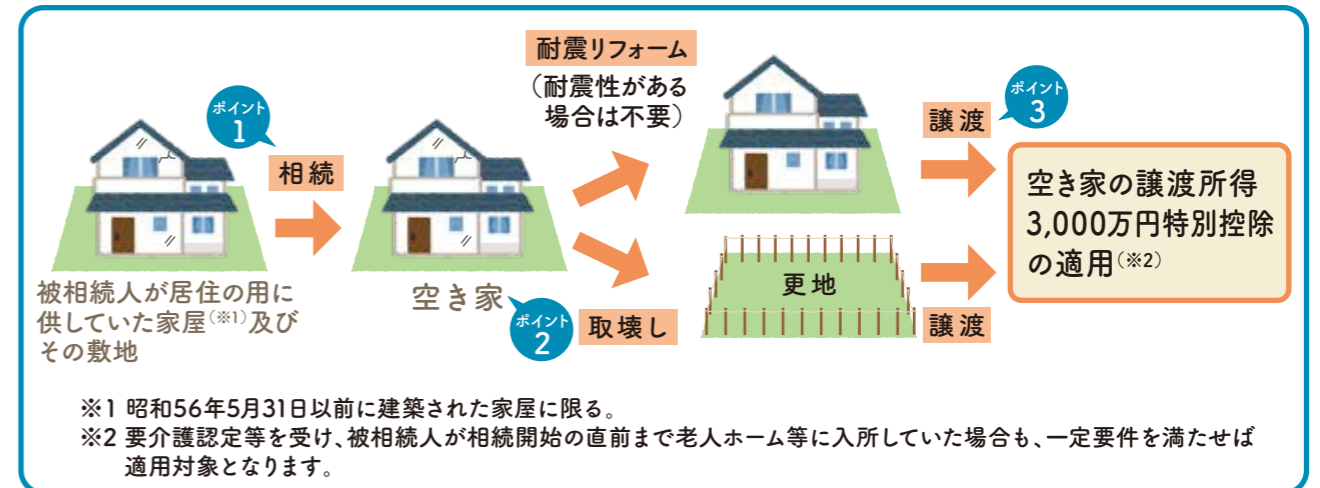 ポイント
1
相続
被相続人が居住の用に
供していた家屋(※1)及び
その敷地
空き家
ポイント
2
耐震リフォーム
(耐震性がある
場合は不要)
取壊し
更地
譲渡
ポイント
3
譲渡
空き家の譲渡所得
3,000万円特別控除
の適用(※2)
※1 昭和56年5月31日以前に建築された家屋に限る。
※2 要介護認定等を受け、被相続人が相続開始の直前まで老人ホーム等に入所していた場合も、一定要件を満たせば
適用対象となります。